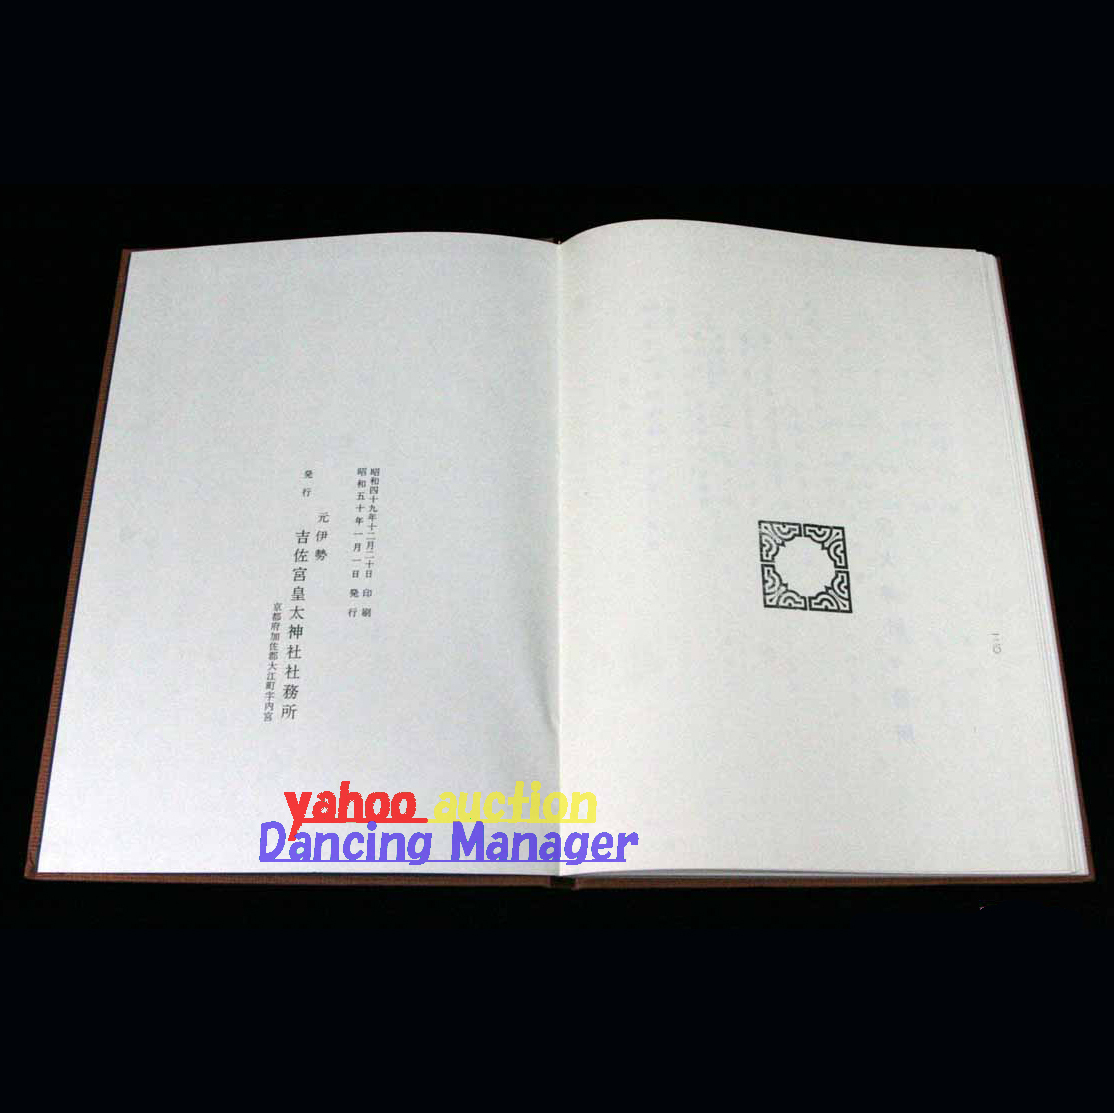 昭和四十九年十二月二十日 印刷
昭和五十年一月一日 発行
元伊勢
発行 吉佐宮皇太神社社務所
京都府加佐郡大江町字内宮
yahoo auction
Dancing Manager